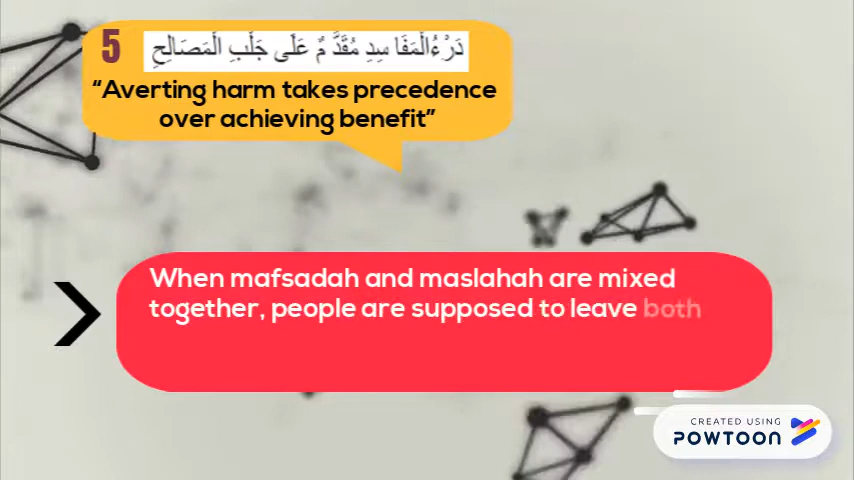 5 دَرْءُالْمَفَا سِدِ مُقَدَّ مٌ عَلَى جَلْبِ الْمَصَالِحِ
“Averting harm takes precedence
over achieving benefit”
When mafsadah and maslahah are mixed
together, people are supposed to leave both
CREATED USING
POWTOON